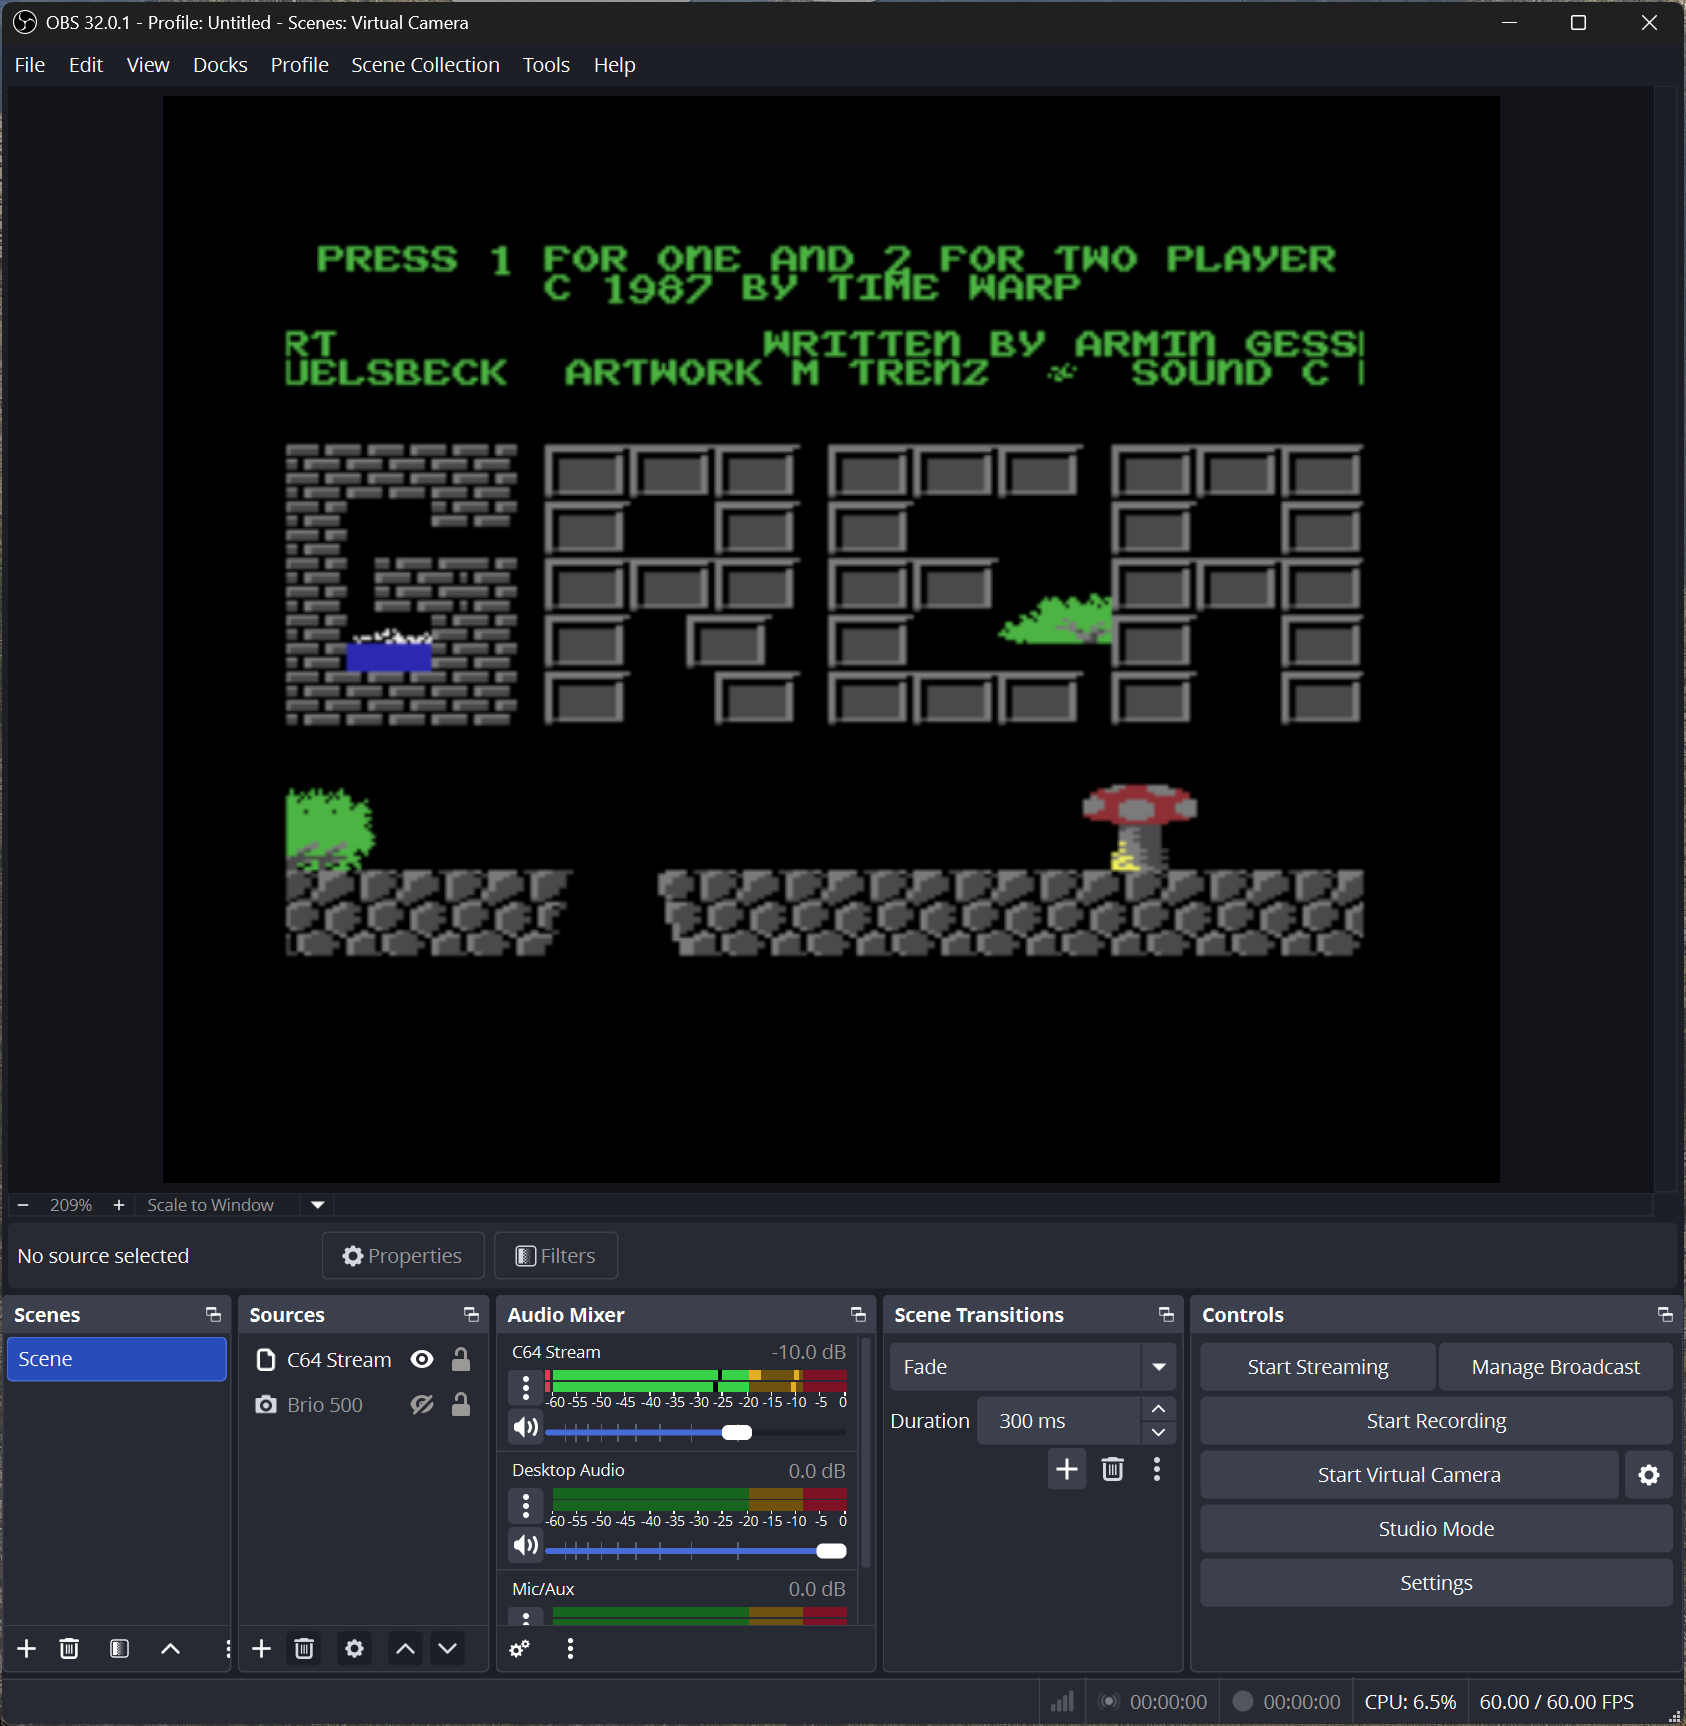 OBS 32.0.1 - Profile: Untitled - Scenes: Virtual Camera
File Edit View Docks Profile Scene Collection Tools Help
PRESS 1 FOR ONE AND 2 FOR TWO PLAYER
C 1987 BY TIME WARP
RT WRITTEN BY ARMIN GESS
UELSBECK ARTWORK M TRENZ SOUND C
209% Scale to Window
No source selected Properties Filters
Scenes
Scene
Sources
C64 Stream
Brio 500
Audio Mixer
C64 Stream -10.0 dB
-60 -55 -50 -45 -40 -35 -30 -25 -20 -15 -10 -5 0
Desktop Audio 0.0 dB
-60 -55 -50 -45 -40 -35 -30 -25 -20 -15 -10 -5 0
Mic/Aux 0.0 dB
Scene Transitions
Fade
Duration 300 ms
Controls
Start Streaming Manage Broadcast
Start Recording
Start Virtual Camera
Studio Mode
Settings
00:00:00 00:00:00 CPU: 6.5% 60.00 / 60.00 FPS